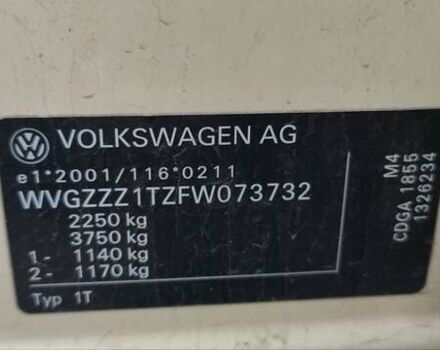 VOLKSWAGEN AG
e1*2001/116*0211
WVGZZZ1TZFW073732
2250 kg
3750 kg
1- 1140 kg
2- 1170 kg
Typ 1T
M4
CDGA 1855
1326234